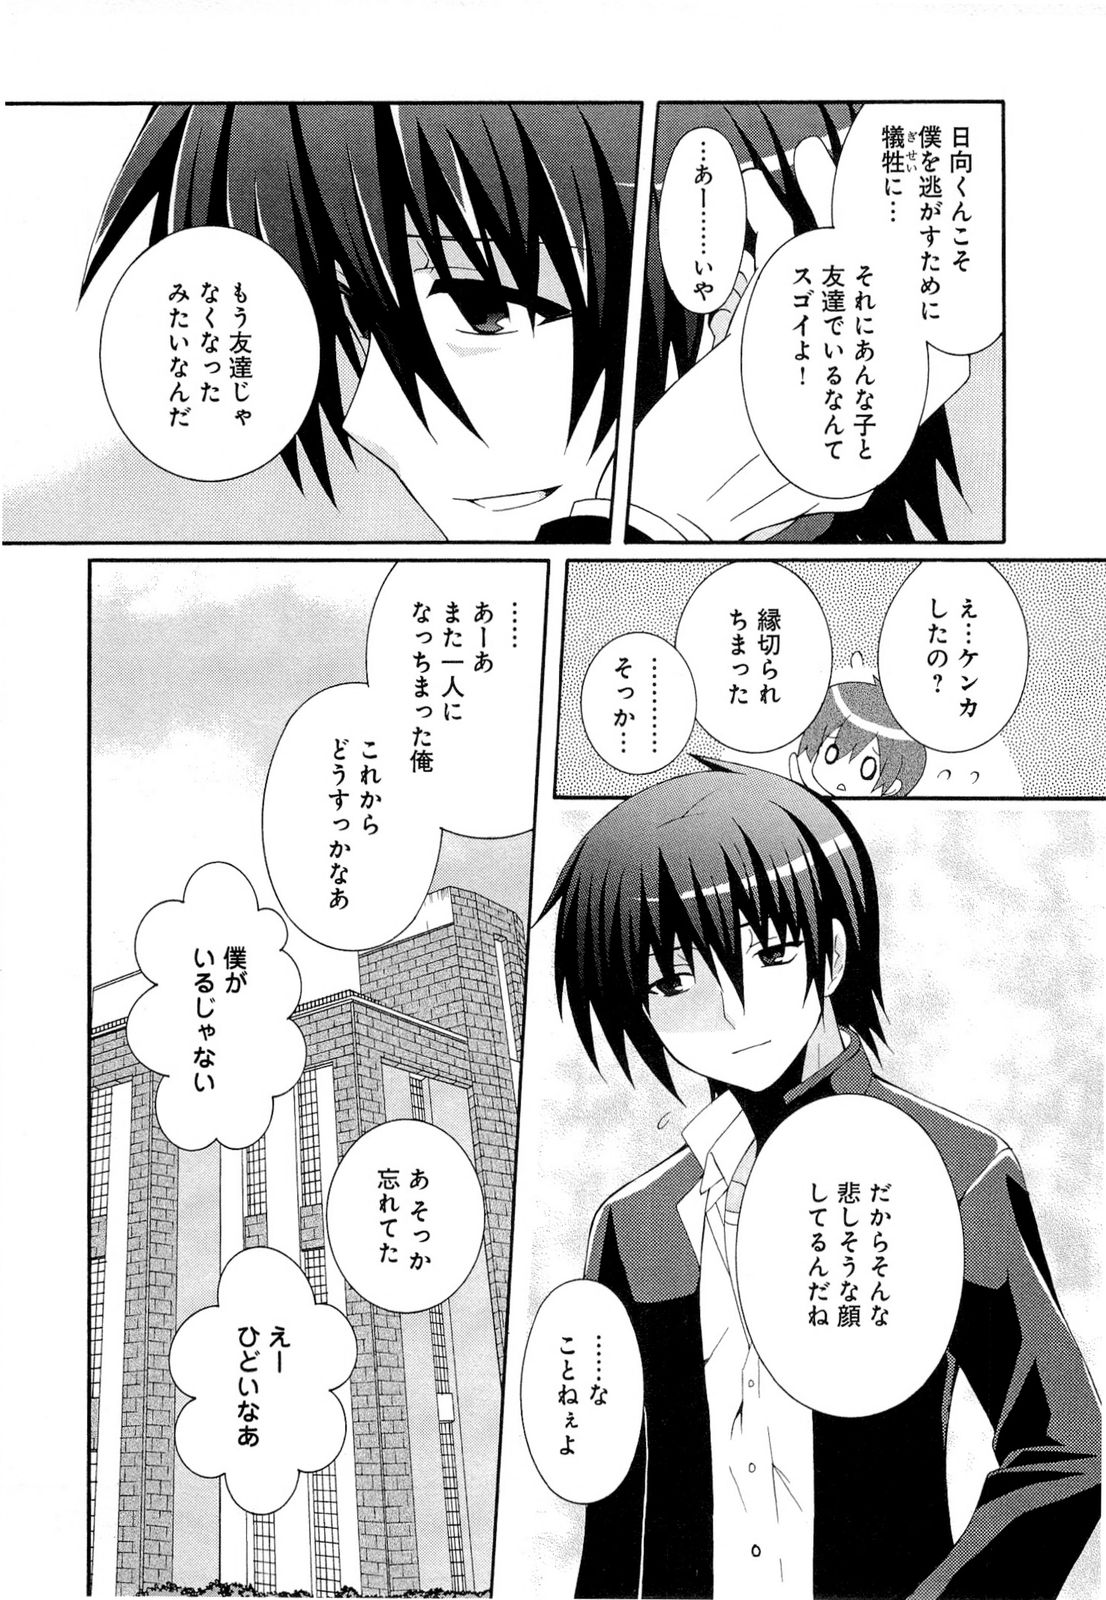 日向くんこそ
僕を逃がすために
犠牲に…
ぎせい
それにあんな子と
友達でいるなんて
スゴイよ！
…あー……いや
もう友達じゃ
なくなった
みたいなんだ
え…ケンカ
したの？
縁切られ
ちまった
…………
そっか…
だからそんな
悲しそうな顔
してるんだね
……な
ことねぇよ
……
あーあ
また一人に
なっちまった俺
これから
どうすっかなあ
僕が
いるじゃない
あ そっか
忘れてた
えー
ひどいなあ